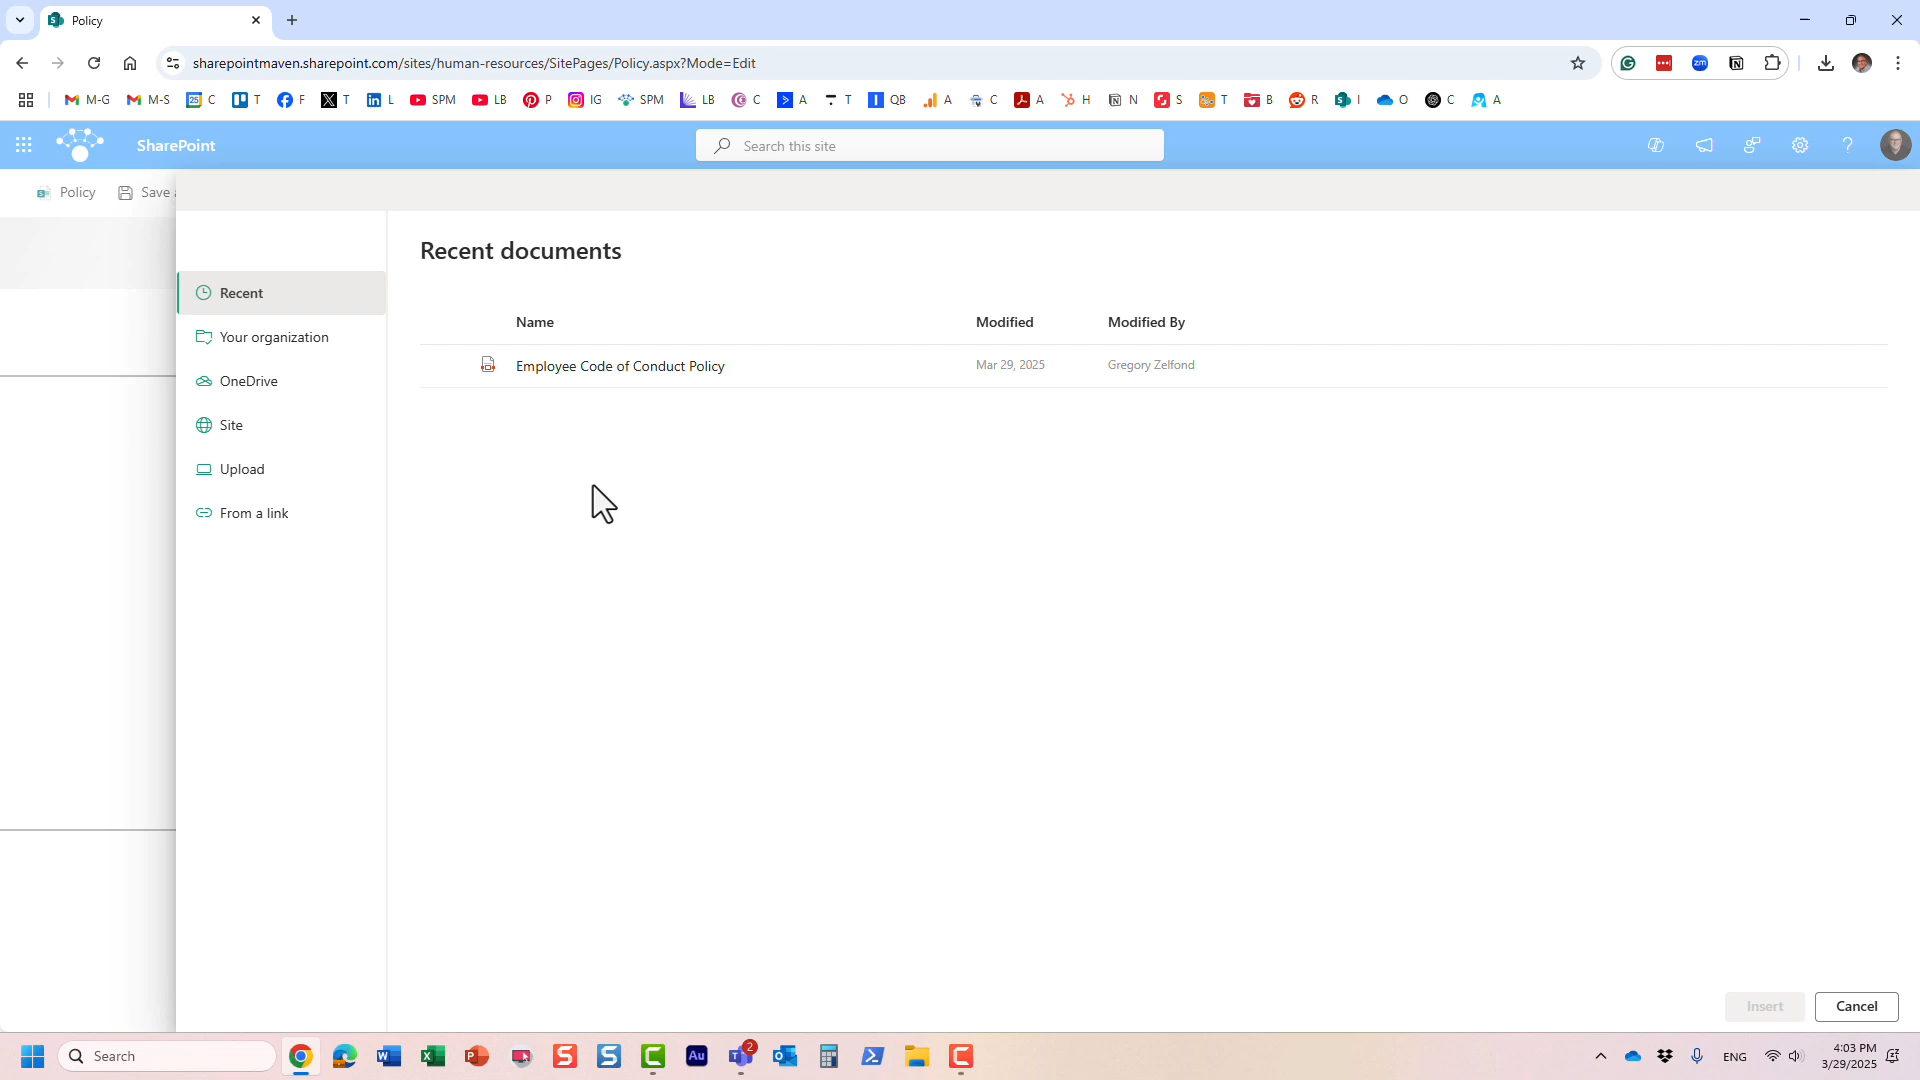 Policy
sharepointmaven.sharepoint.com/sites/human-resources/SitePages/Policy.aspx?Mode=Edit
M-G M-S C T F T L SPM LB P IG SPM LB C A T QB A C A H N S T B R I O C A
SharePoint
Search this site
Policy Save
Recent documents
Recent
Your organization
OneDrive
Site
Upload
From a link
Name Modified Modified By
Employee Code of Conduct Policy Mar 29, 2025 Gregory Zelfond
Insert Cancel
Search
2
ENG
4:03 PM
3/29/2025